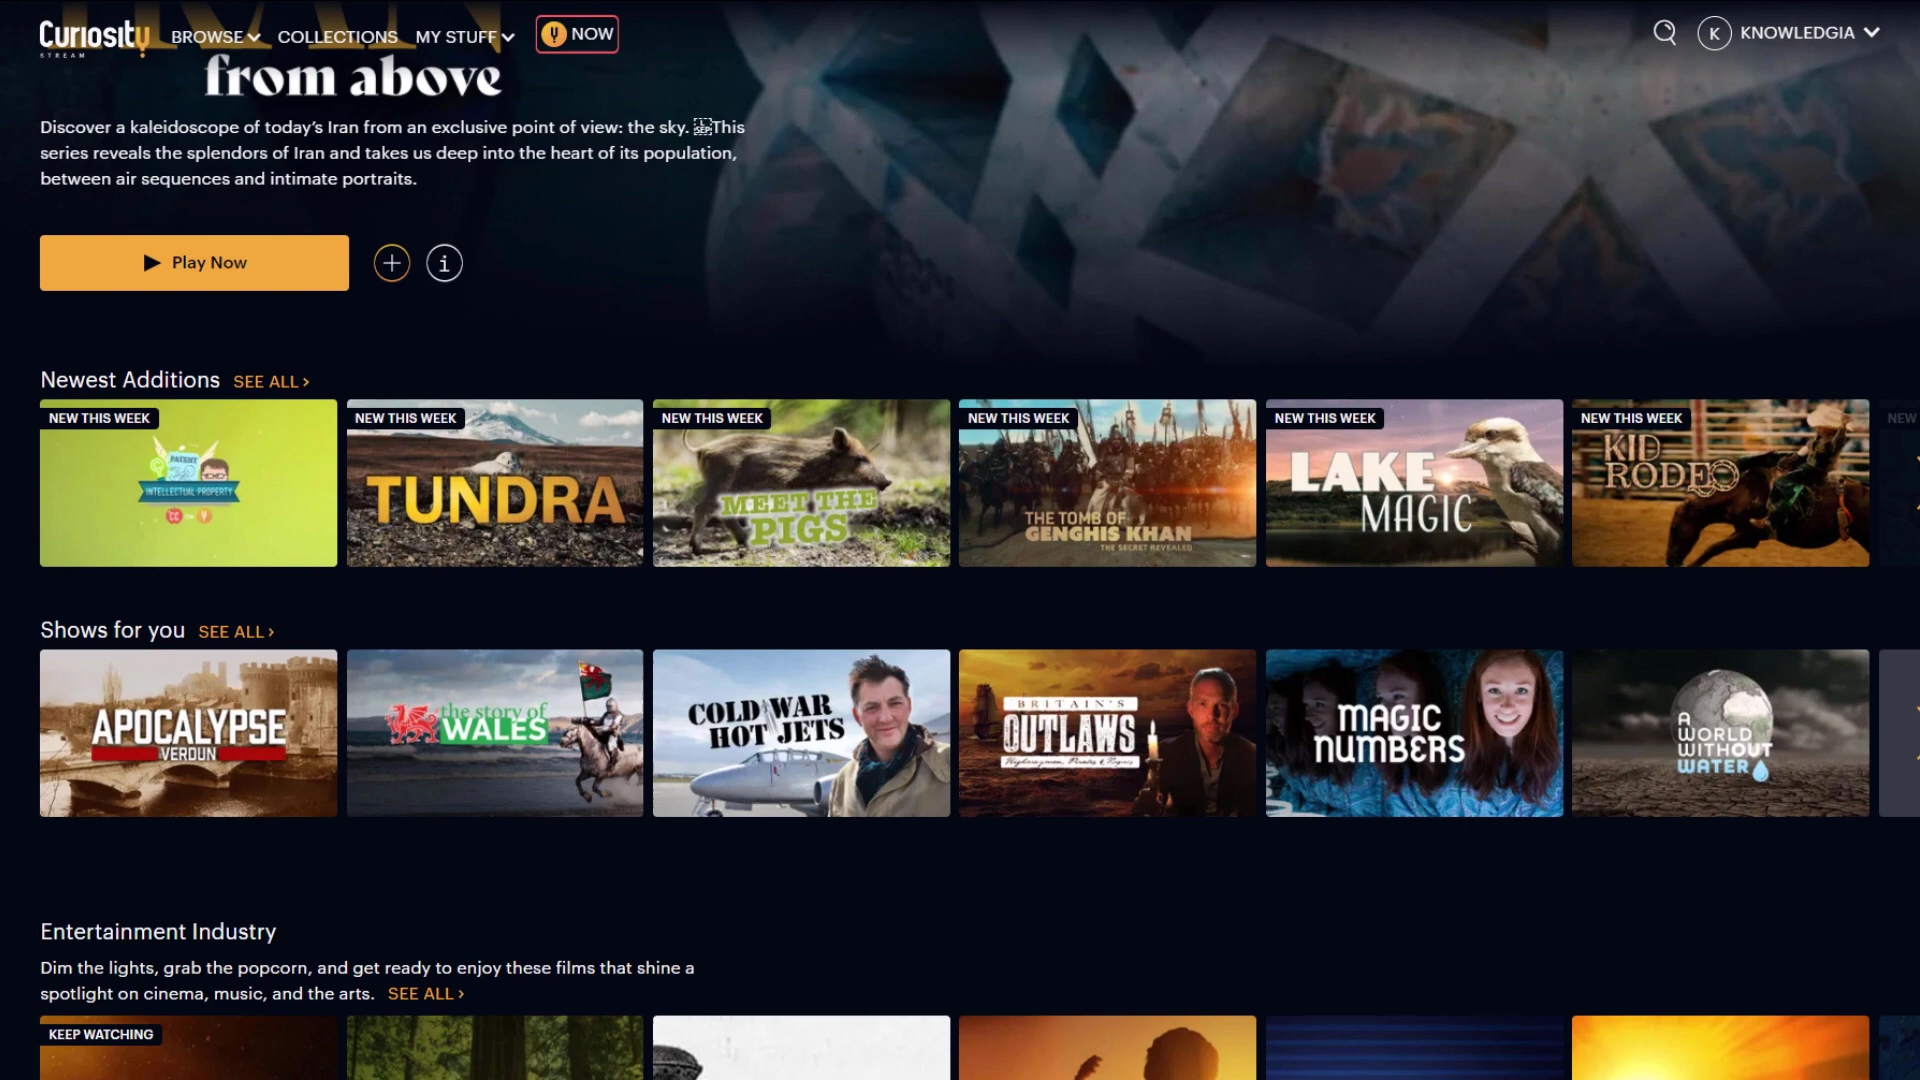 Curiosity
STREAM
BROWSE
COLLECTIONS
MY STUFF
NOW
K
KNOWLEDGIA
IRAN
from above
Discover a kaleidoscope of today's Iran from an exclusive point of view: the sky. This
series reveals the splendors of Iran and takes us deep into the heart of its population,
between air sequences and intimate portraits.
Play Now
Newest Additions SEE ALL
NEW THIS WEEK
PATENT
INTELLECTUAL PROPERTY
CC
NEW THIS WEEK
TUNDRA
NEW THIS WEEK
MEET THE
PIGS
NEW THIS WEEK
THE TOMB OF
GENGHIS KHAN
THE SECRET REVEALED
NEW THIS WEEK
LAKE
MAGIC
NEW THIS WEEK
KID
RODEO
NEW
Shows for you SEE ALL
APOCALYPSE
VERDUN
the story of
WALES
COLD WAR
HOT JETS
BRITAIN'S
OUTLAWS
Highwaymen, Pirates & Rogues
MAGIC
NUMBERS
A
WORLD
WITHOUT
WATER
Entertainment Industry
Dim the lights, grab the popcorn, and get ready to enjoy these films that shine a
spotlight on cinema, music, and the arts. SEE ALL
KEEP WATCHING